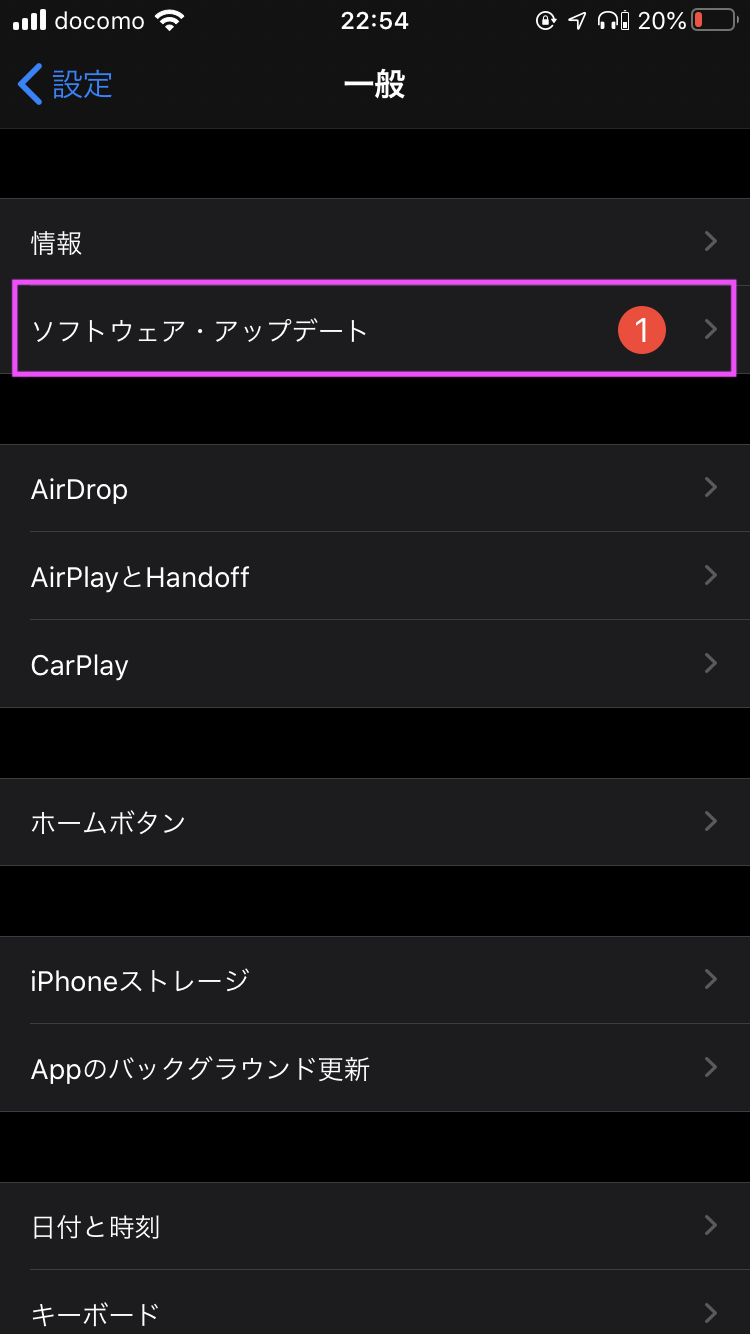 docomo 22:54 20%
設定 一般
情報
ソフトウェア・アップデート 1
AirDrop
AirPlayとHandoff
CarPlay
ホームボタン
iPhoneストレージ
Appのバックグラウンド更新
日付と時刻
キーボード